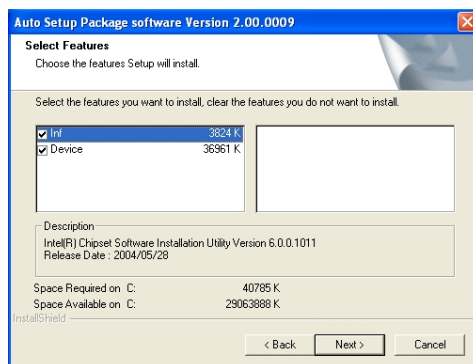 Auto Setup Package software Version 2.00.0009
Select Features
Choose the features Setup will install.
Select the features you want to install, clear the features you do not want to install.
Inf 3824 K
Device 36961 K
Description
Intel(R) Chipset Software Installation Utility Version 6.0.0.1011
Release Date : 2004/05/28
Space Required on C: 40785 K
Space Available on C: 29063888 K
InstallShield
< Back Next > Cancel